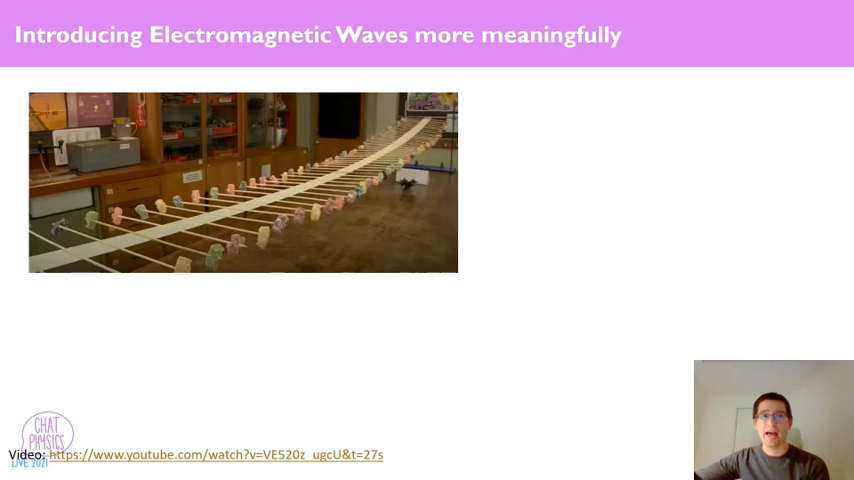 Introducing Electromagnetic Waves more meaningfully
CHAT
PHYSICS
LIVE 2021
Video: https://www.youtube.com/watch?v=VE520z_ugcU&t=27s